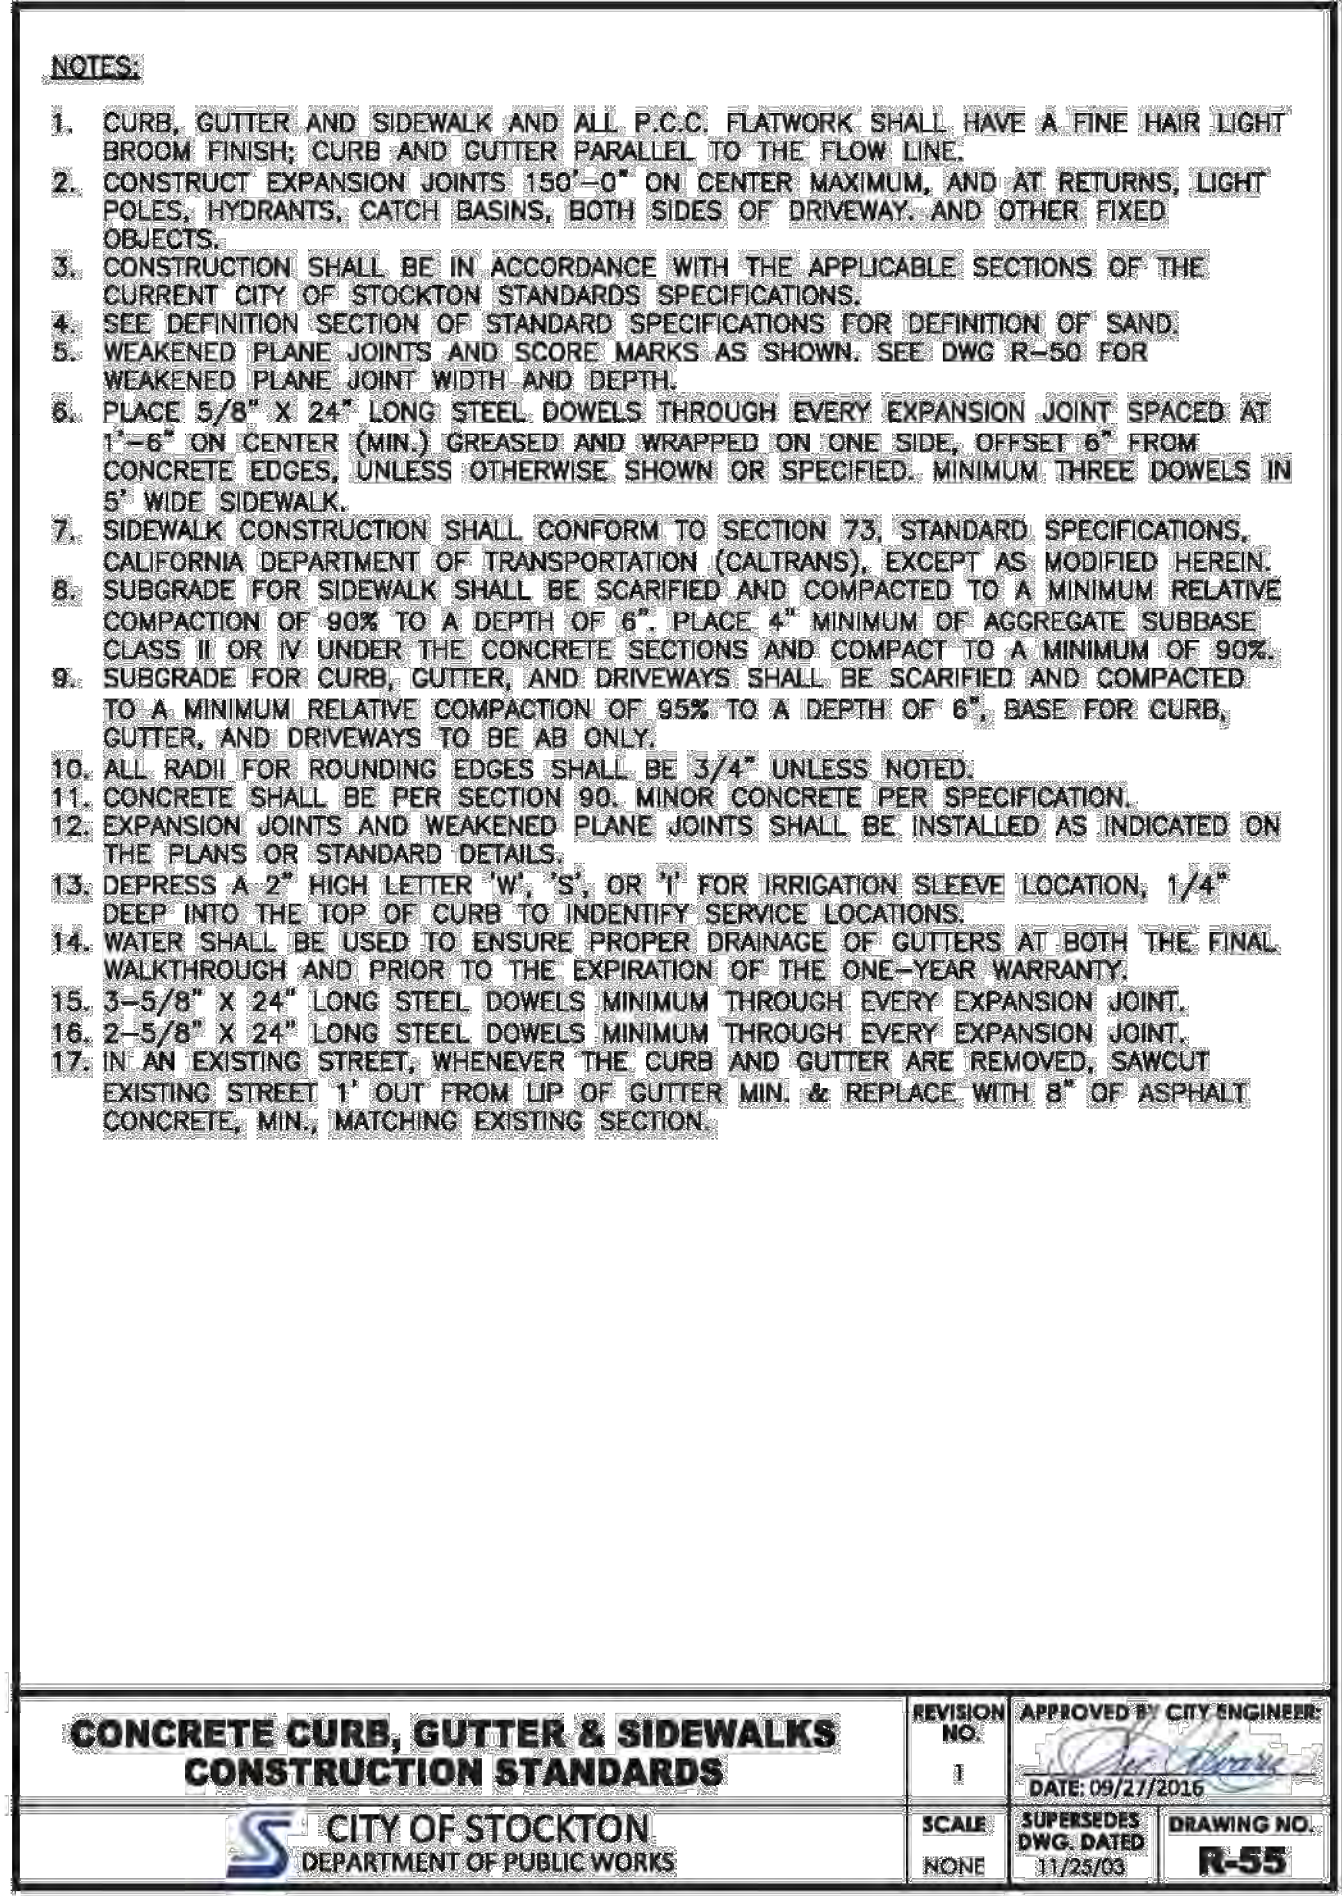 NOTES:
1. CURB, GUTTER AND SIDEWALK AND ALL P.C.C. FLATWORK SHALL HAVE A FINE HAIR LIGHT
BROOM FINISH; CURB AND GUTTER PARALLEL TO THE FLOW LINE.
2. CONSTRUCT EXPANSION JOINTS 150'-0" ON CENTER MAXIMUM, AND AT RETURNS, LIGHT
POLES, HYDRANTS, CATCH BASINS, BOTH SIDES OF DRIVEWAY. AND OTHER FIXED
OBJECTS.
3. CONSTRUCTION SHALL BE IN ACCORDANCE WITH THE APPLICABLE SECTIONS OF THE
CURRENT CITY OF STOCKTON STANDARDS SPECIFICATIONS.
4. SEE DEFINITION SECTION OF STANDARD SPECIFICATIONS FOR DEFINITION OF SAND.
5. WEAKENED PLANE JOINTS AND SCORE MARKS AS SHOWN. SEE DWG R-50 FOR
WEAKENED PLANE JOINT WIDTH AND DEPTH.
6. PLACE 5/8" X 24" LONG STEEL DOWELS THROUGH EVERY EXPANSION JOINT SPACED AT
1'-6" ON CENTER (MIN.) GREASED AND WRAPPED ON ONE SIDE, OFFSET 6" FROM
CONCRETE EDGES, UNLESS OTHERWISE SHOWN OR SPECIFIED. MINIMUM THREE DOWELS IN
5' WIDE SIDEWALK.
7. SIDEWALK CONSTRUCTION SHALL CONFORM TO SECTION 73, STANDARD SPECIFICATIONS,
CALIFORNIA DEPARTMENT OF TRANSPORTATION (CALTRANS), EXCEPT AS MODIFIED HEREIN.
8. SUBGRADE FOR SIDEWALK SHALL BE SCARIFIED AND COMPACTED TO A MINIMUM RELATIVE
COMPACTION OF 90% TO A DEPTH OF 6". PLACE 4" MINIMUM OF AGGREGATE SUBBASE
CLASS II OR IV UNDER THE CONCRETE SECTIONS AND COMPACT TO A MINIMUM OF 90%.
9. SUBGRADE FOR CURB, GUTTER, AND DRIVEWAYS SHALL BE SCARIFIED AND COMPACTED
TO A MINIMUM RELATIVE COMPACTION OF 95% TO A DEPTH OF 6", BASE FOR CURB,
GUTTER, AND DRIVEWAYS TO BE AB ONLY.
10. ALL RADII FOR ROUNDING EDGES SHALL BE 3/4" UNLESS NOTED.
11. CONCRETE SHALL BE PER SECTION 90. MINOR CONCRETE PER SPECIFICATION.
12. EXPANSION JOINTS AND WEAKENED PLANE JOINTS SHALL BE INSTALLED AS INDICATED ON
THE PLANS OR STANDARD DETAILS.
13. DEPRESS A 2" HIGH LETTER 'W', 'S', OR 'I' FOR IRRIGATION SLEEVE LOCATION, 1/4"
DEEP INTO THE TOP OF CURB TO INDENTIFY SERVICE LOCATIONS.
14. WATER SHALL BE USED TO ENSURE PROPER DRAINAGE OF GUTTERS AT BOTH THE FINAL
WALKTHROUGH AND PRIOR TO THE EXPIRATION OF THE ONE-YEAR WARRANTY.
15. 3-5/8" X 24" LONG STEEL DOWELS MINIMUM THROUGH EVERY EXPANSION JOINT.
16. 2-5/8" X 24" LONG STEEL DOWELS MINIMUM THROUGH EVERY EXPANSION JOINT.
17. IN AN EXISTING STREET, WHENEVER THE CURB AND GUTTER ARE REMOVED, SAWCUT
EXISTING STREET 1' OUT FROM LIP OF GUTTER MIN. & REPLACE WITH 8" OF ASPHALT
CONCRETE, MIN., MATCHING EXISTING SECTION.
CONCRETE CURB, GUTTER & SIDEWALKS
CONSTRUCTION STANDARDS
CITY OF STOCKTON
DEPARTMENT OF PUBLIC WORKS
REVISION
NO.
1
APPROVED BY CITY ENGINEER:
DATE: 09/27/2016
SCALE
NONE
SUPERSEDES
DWG. DATED
11/25/03
DRAWING NO.
R-55